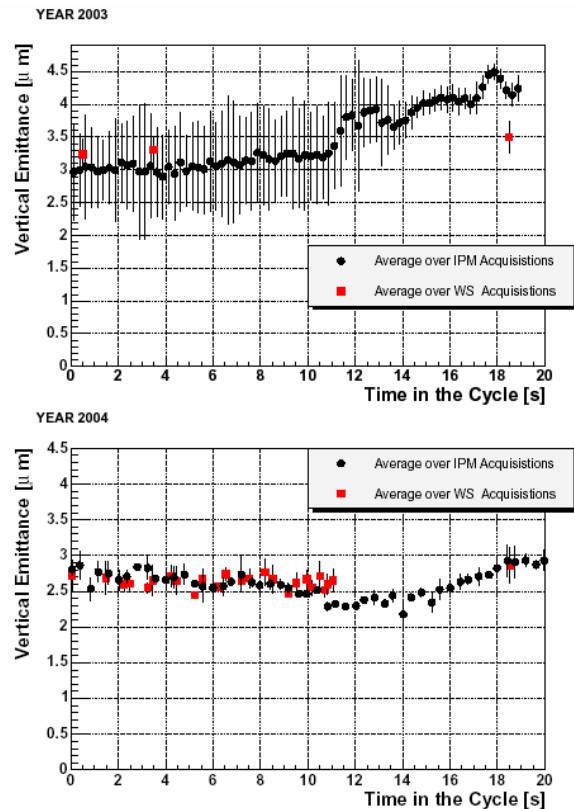 YEAR 2003
Vertical Emittance [μ m]
4.5
4
3.5
3
2.5
2
1.5
1
0.5
0
Average over IPM Acquisitions
Average over WS Acquisistions
0 2 4 6 8 10 12 14 16 18 20
Time in the Cycle [s]
YEAR 2004
Vertical Emittance [μ m]
4.5
4
3.5
3
2.5
2
1.5
1
0.5
0
Average over IPM Acquisistions
Average over WS Acquisistions
0 2 4 6 8 10 12 14 16 18 20
Time in the Cycle [s]